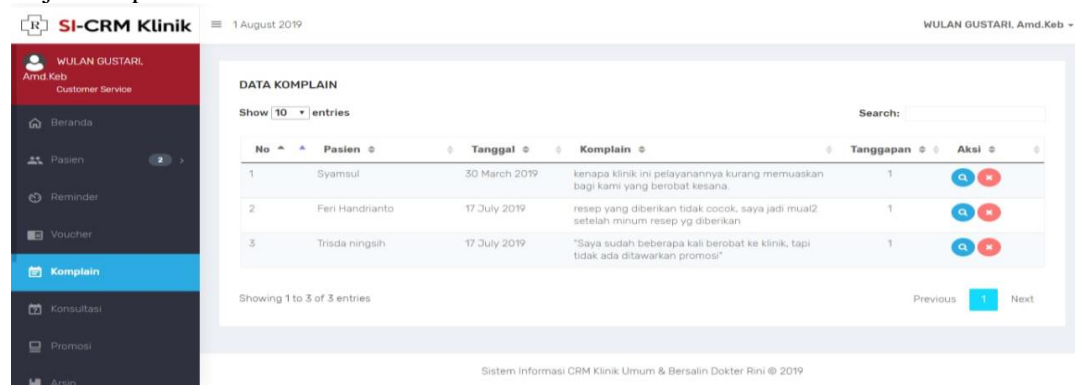 SI-CRM Klinik
1 August 2019
WULAN GUSTARI, Amd.Keb
WULAN GUSTARI,
Amd.Keb
Customer Service
Beranda
Pasien 2
Reminder
Voucher
Komplain
Konsultasi
Promosi
Arsip
DATA KOMPLAIN
Show 10 entries
Search:
No Pasien Tanggal Komplain Tanggapan Aksi
1 Syamsul 30 March 2019 kenapa klinik ini pelayanannya kurang memuaskan 1
bagi kami yang berobat kesana.
2 Feri Handrianto 17 July 2019 resep yang diberikan tidak cocok, saya jadi mual2 1
setelah minum resep yg diberikan
3 Trisda ningsih 17 July 2019 "Saya sudah beberapa kali berobat ke klinik, tapi 1
tidak ada ditawarkan promosi"
Showing 1 to 3 of 3 entries
Previous 1 Next
Sistem Informasi CRM Klinik Umum & Bersalin Dokter Rini © 2019